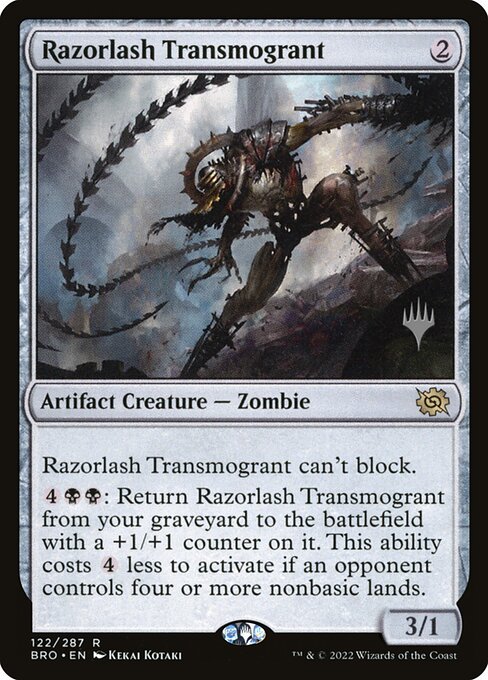 Razorlash Transmogrant 2
Artifact Creature — Zombie
Razorlash Transmogrant can't block.
4 : Return Razorlash Transmogrant
from your graveyard to the battlefield
with a +1/+1 counter on it. This ability
costs 4 less to activate if an opponent
controls four or more nonbasic lands.
3/1
122/287 R
BRO • EN Kekai Kotaki
™ & © 2022 Wizards of the Coast